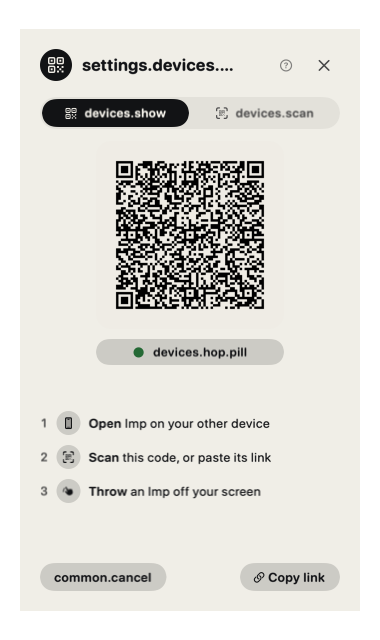 settings.devices....
devices.show
devices.scan
devices.hop.pill
1 Open Imp on your other device
2 Scan this code, or paste its link
3 Throw an Imp off your screen
common.cancel
Copy link